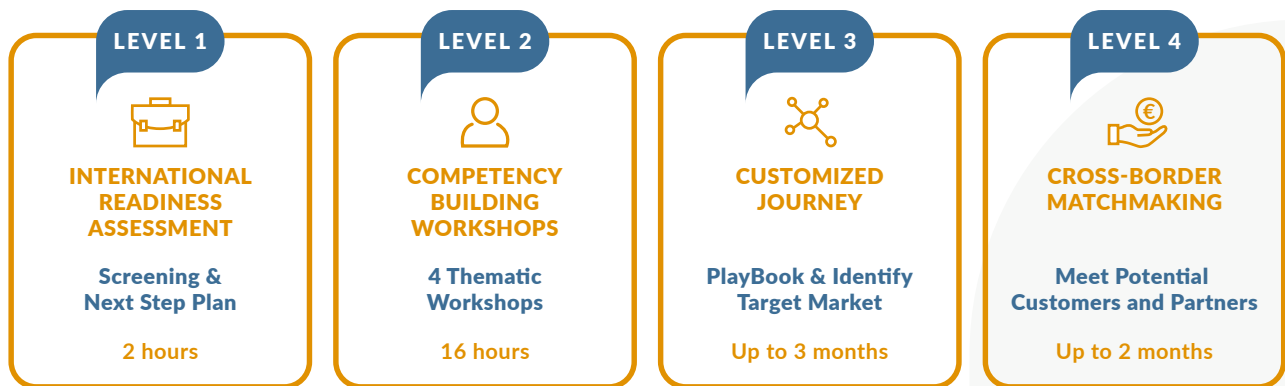 LEVEL 1
INTERNATIONAL
READINESS
ASSESSMENT
Screening &
Next Step Plan
2 hours
LEVEL 2
COMPETENCY
BUILDING
WORKSHOPS
4 Thematic
Workshops
16 hours
LEVEL 3
CUSTOMIZED
JOURNEY
PlayBook & Identify
Target Market
Up to 3 months
LEVEL 4
€
CROSS-BORDER
MATCHMAKING
Meet Potential
Customers and Partners
Up to 2 months